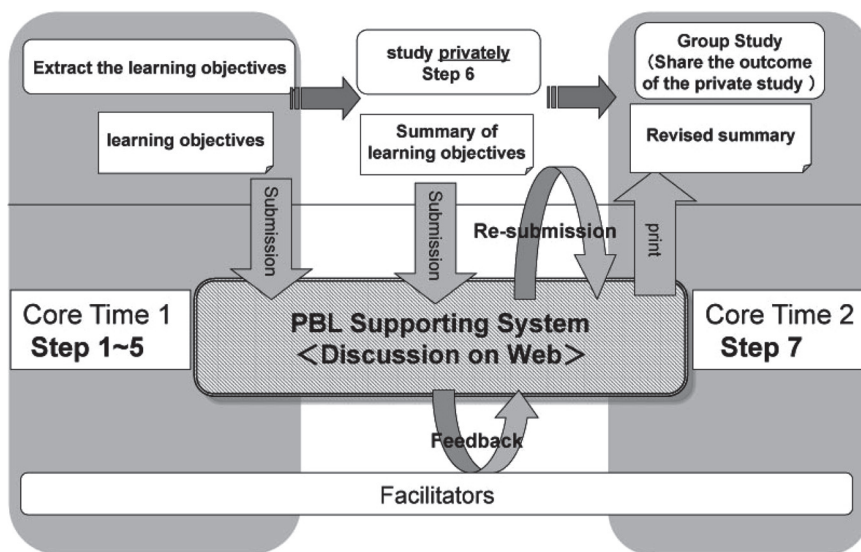 Extract the learning objectives
study privately
Step 6
Group Study
(Share the outcome
of the private study )
learning objectives
Summary of
learning objectives
Revised summary
Submission
Submission
Re-submission
print
Core Time 1
Step 1~5
PBL Supporting System
<Discussion on Web>
Core Time 2
Step 7
Feedback
Facilitators